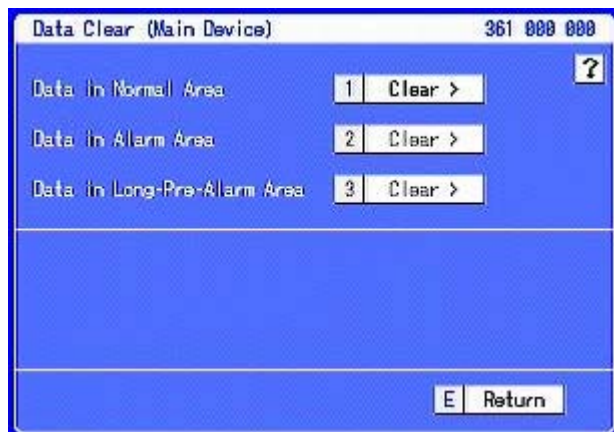 Data Clear (Main Device) 361 000 000
?
Data in Normal Area 1 Clear >
Data in Alarm Area 2 Clear >
Data in Long-Pre-Alarm Area 3 Clear >
E Return